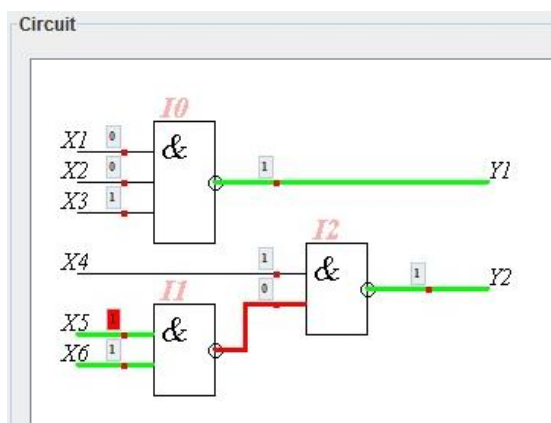 Circuit
I0
X1 0
& 
X2 0
1 Y1
X3 1
I2
X4 1
&
0
1 Y2
I1
X5 1
&
X6 1